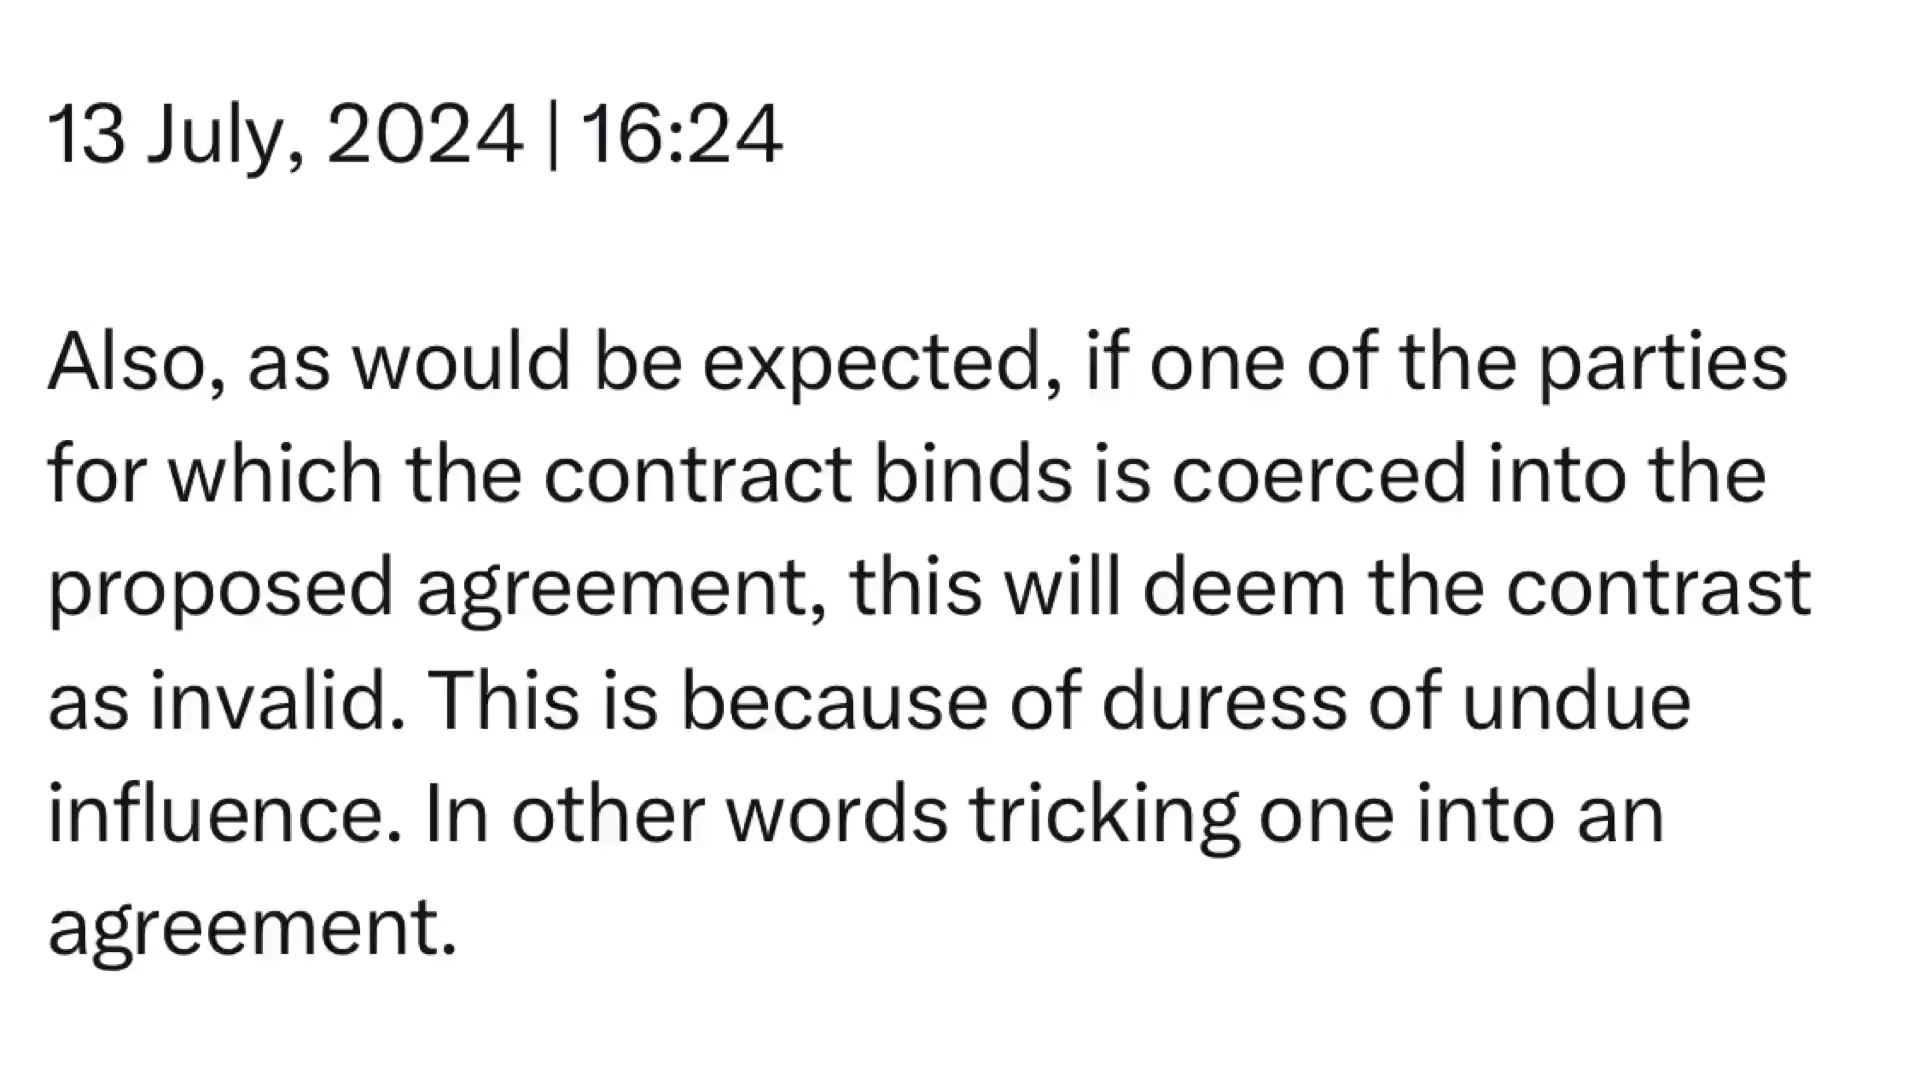 13 July, 2024 | 16:24
Also, as would be expected, if one of the parties
for which the contract binds is coerced into the
proposed agreement, this will deem the contrast
as invalid. This is because of duress of undue
influence. In other words tricking one into an
agreement.